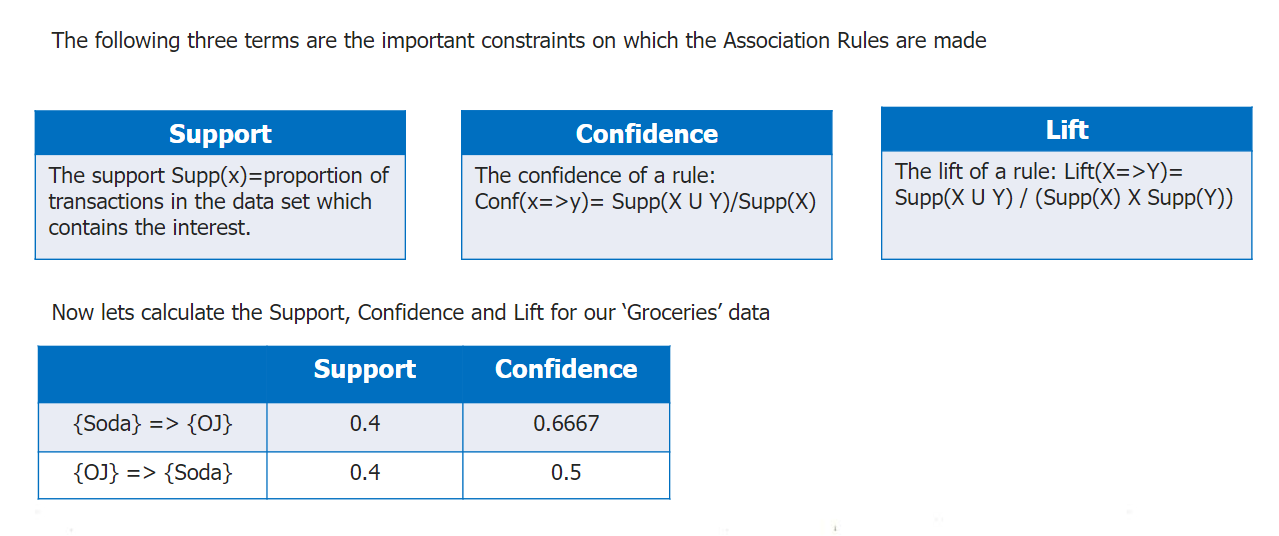 The following three terms are the important constraints on which the Association Rules are made
Support
The support Supp(x)=proportion of
transactions in the data set which
contains the interest.
Confidence
The confidence of a rule:
Conf(x=>y)= Supp(X U Y)/Supp(X)
Lift
The lift of a rule: Lift(X=>Y)=
Supp(X U Y) / (Supp(X) X Supp(Y))
Now lets calculate the Support, Confidence and Lift for our ‘Groceries’ data
Support Confidence
{Soda} => {OJ} 0.4 0.6667
{OJ} => {Soda} 0.4 0.5